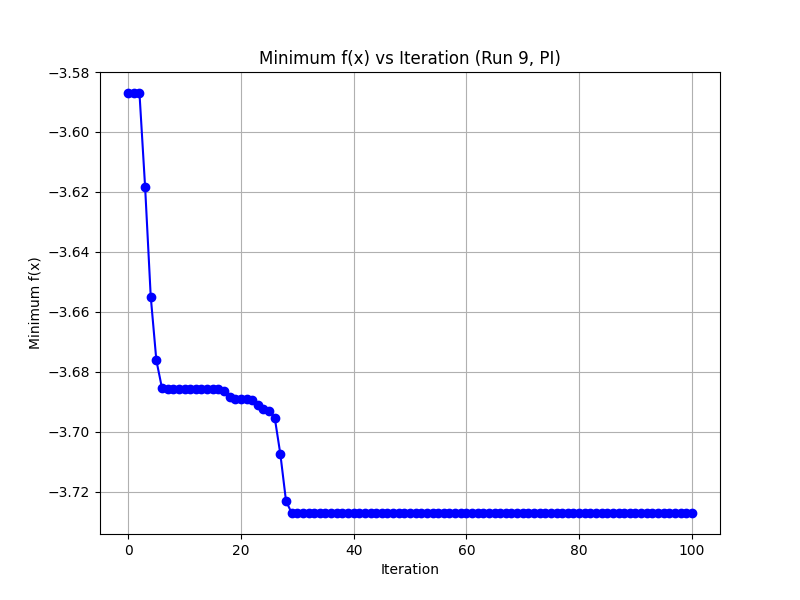 Minimum f(x) vs Iteration (Run 9, PI)
Minimum f(x)
−3.58
−3.60
−3.62
−3.64
−3.66
−3.68
−3.70
−3.72
0 20 40 60 80 100
Iteration